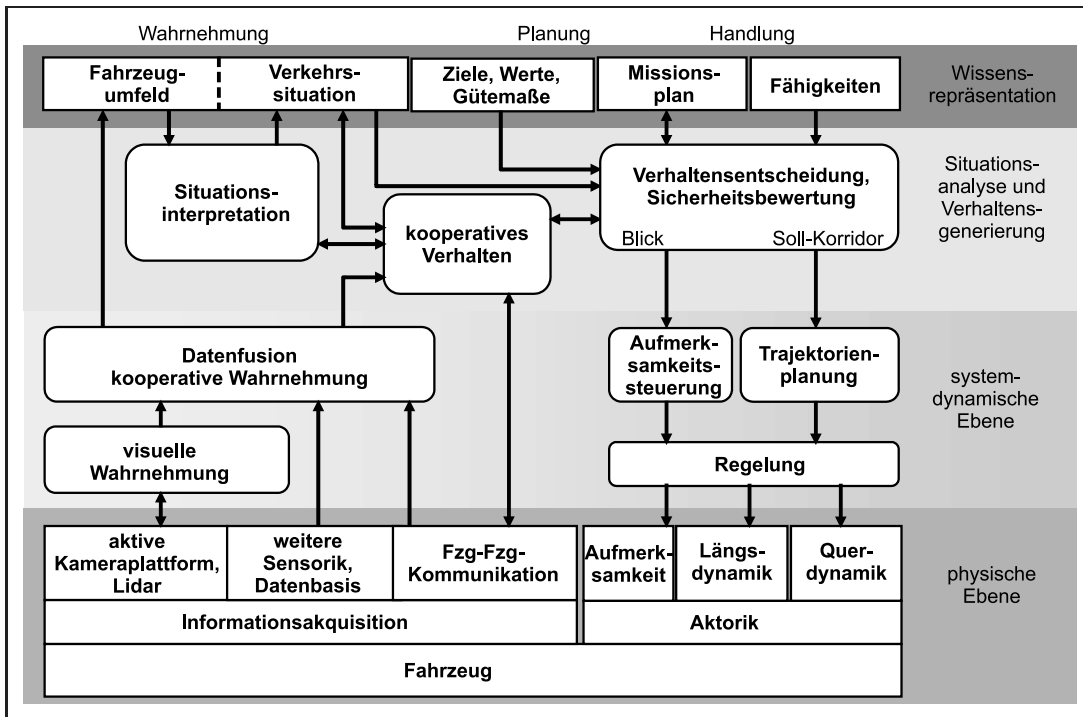 Wahrnehmung
Planung
Handlung
Fahrzeug-
umfeld
Verkehrs-
situation
Ziele, Werte,
Gütemaße
Missions-
plan
Fähigkeiten
Wissens-
repräsentation
Situations-
interpretation
kooperatives
Verhalten
Verhaltensentscheidung,
Sicherheitsbewertung
Blick
Soll-Korridor
Situations-
analyse und
Verhaltens-
generierung
Datenfusion
kooperative Wahrnehmung
visuelle
Wahrnehmung
Aufmerk-
samkeits-
steuerung
Trajektorien-
planung
Regelung
system-
dynamische
Ebene
aktive
Kameraplattform,
Lidar
weitere
Sensorik,
Datenbasis
Fzg-Fzg-
Kommunikation
Aufmerk-
samkeit
Längs-
dynamik
Quer-
dynamik
Informationsakquisition
Aktorik
Fahrzeug
physische
Ebene